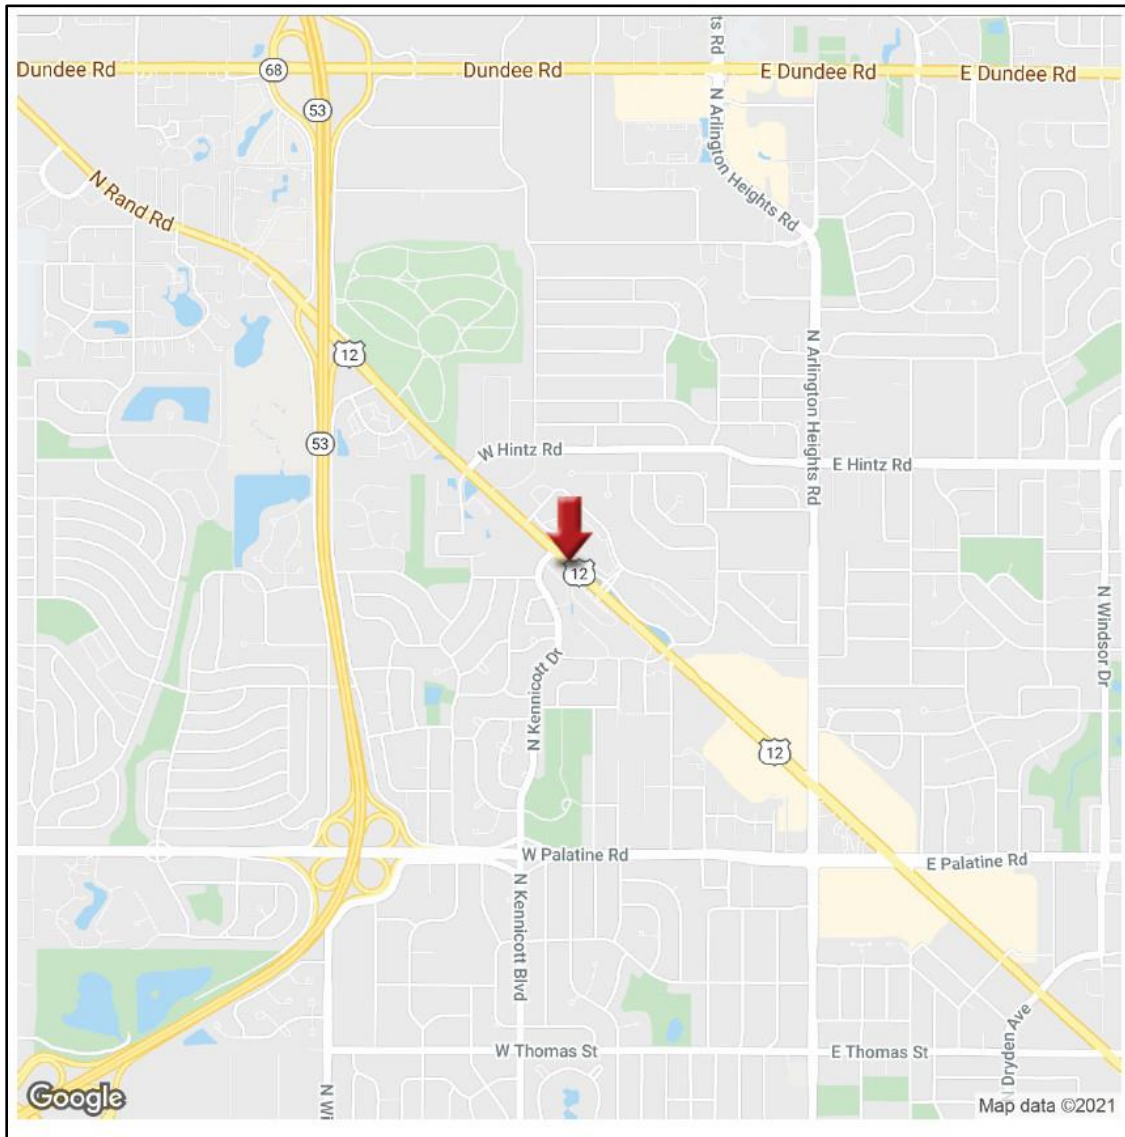 ts Rd
Dundee Rd
68
Dundee Rd
E Dundee Rd
E Dundee Rd
53
N Arlington Heights Rd
N Rand Rd
12
N Arlington Heights Rd
53
W Hintz Rd
E Hintz Rd
12
N Windsor Dr
N Kennicott Dr
12
W Palatine Rd
E Palatine Rd
N Kennicott Blvd
W Thomas St
E Thomas St
N Dryden Ave
N Wi
Google
Map data ©2021